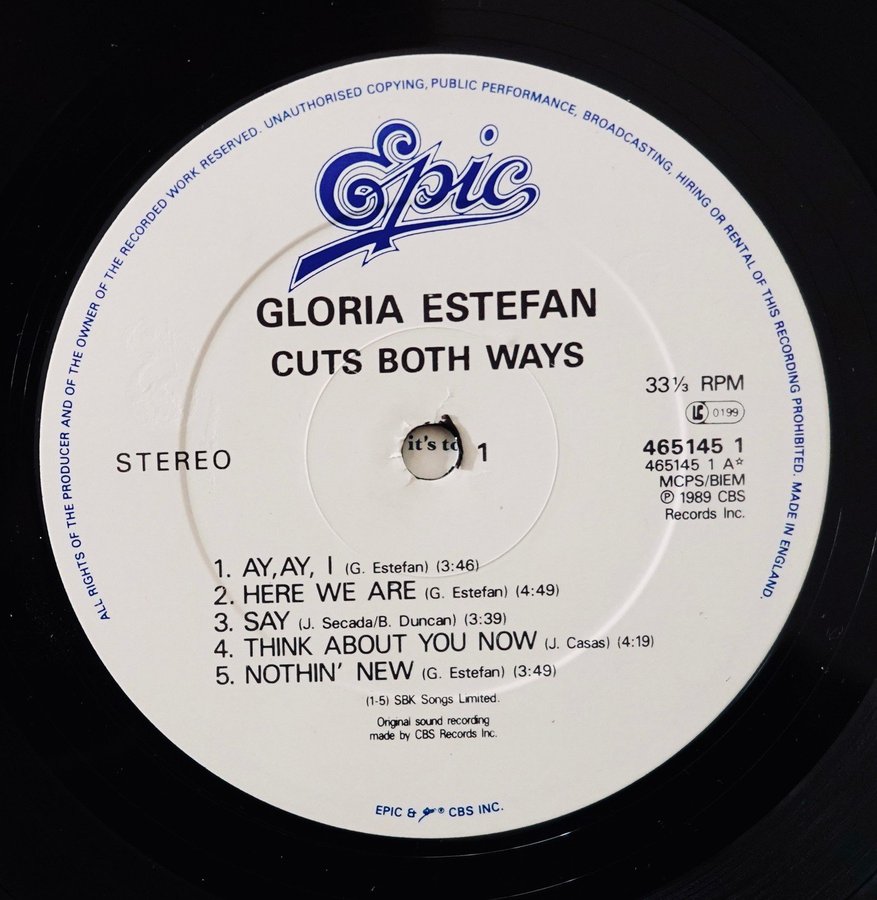 ALL RIGHTS OF THE PRODUCER AND OF THE OWNER OF THE RECORDED WORK RESERVED. UNAUTHORISED COPYING, PUBLIC PERFORMANCE, BROADCASTING, HIRING OR RENTAL OF THIS RECORDING PROHIBITED. MADE IN ENGLAND.
Epic
GLORIA ESTEFAN
CUTS BOTH WAYS
33⅓ RPM
LC 0199
STEREO
it's to
1
465145 1
465145 1 A☆
MCPS/BIEM
℗ 1989 CBS
Records Inc.
1. AY, AY, I (G. Estefan) (3:46)
2. HERE WE ARE (G. Estefan) (4:49)
3. SAY (J. Secada/B. Duncan) (3:39)
4. THINK ABOUT YOU NOW (J. Casas) (4:19)
5. NOTHIN' NEW (G. Estefan) (3:49)
(1-5) SBK Songs Limited.
Original sound recording
made by CBS Records Inc.
EPIC & ® CBS INC.